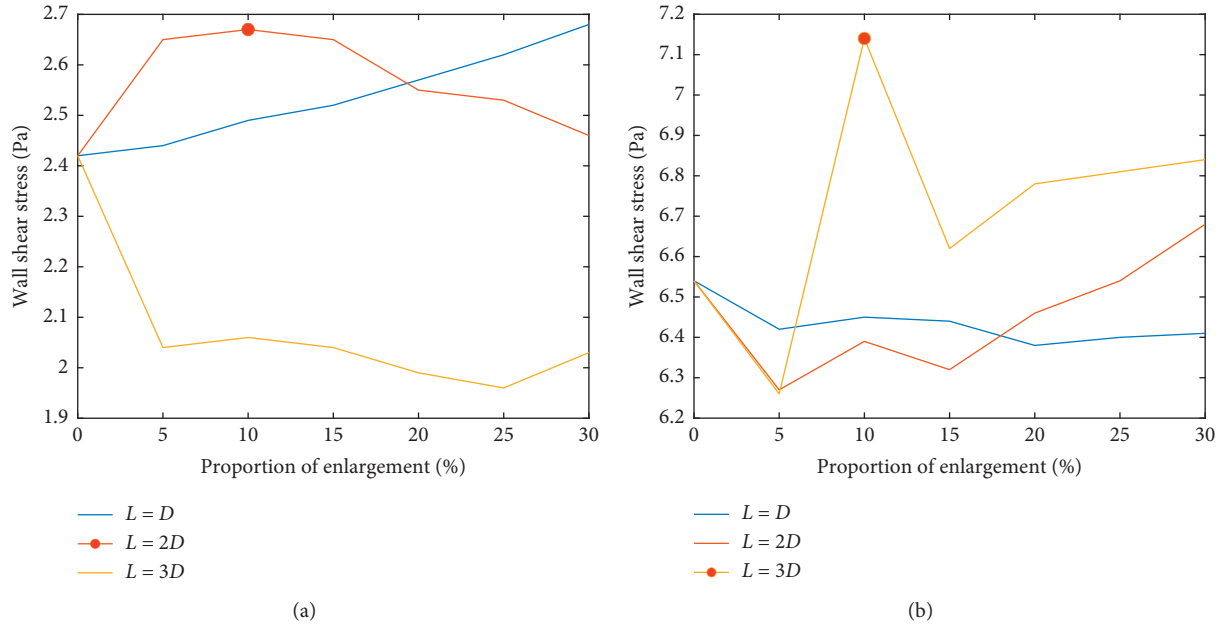 2.7
2.6
2.5
2.4
2.3
2.2
2.1
2
1.9
Wall shear stress (Pa)
0 5 10 15 20 25 30
Proportion of enlargement (%)
L = D
L = 2D
L = 3D
(a)
7.2
7.1
7
6.9
6.8
6.7
6.6
6.5
6.4
6.3
6.2
Wall shear stress (Pa)
0 5 10 15 20 25 30
Proportion of enlargement (%)
L = D
L = 2D
L = 3D
(b)